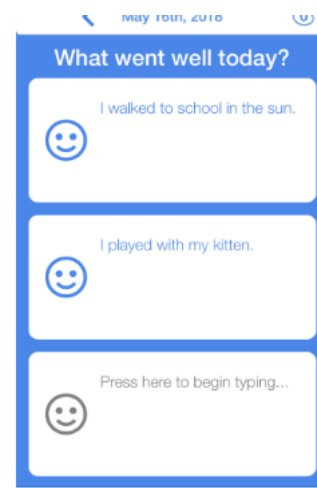 May 16th, 2018
What went well today?
I walked to school in the sun.
I played with my kitten.
Press here to begin typing...